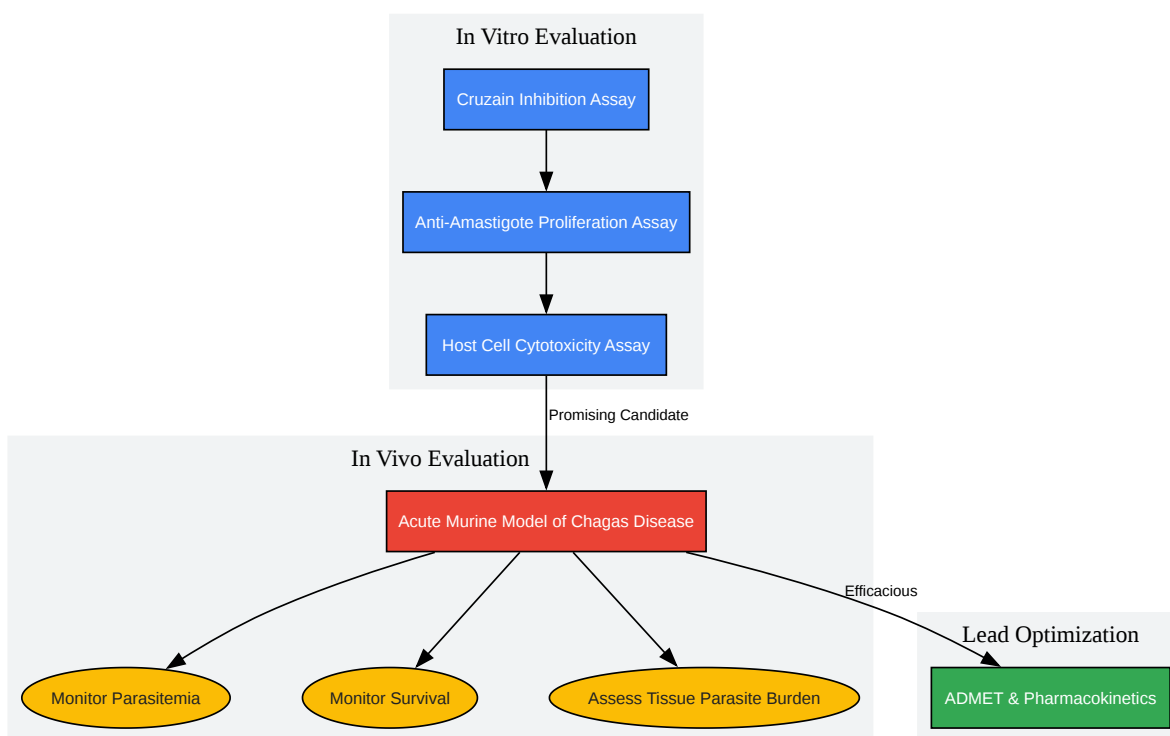 In Vitro Evaluation
Cruzain Inhibition Assay
Anti-Amastigote Proliferation Assay
Host Cell Cytotoxicity Assay
Promising Candidate
In Vivo Evaluation
Acute Murine Model of Chagas Disease
Efficacious
Lead Optimization
Monitor Parasitemia
Monitor Survival
Assess Tissue Parasite Burden
ADMET & Pharmacokinetics